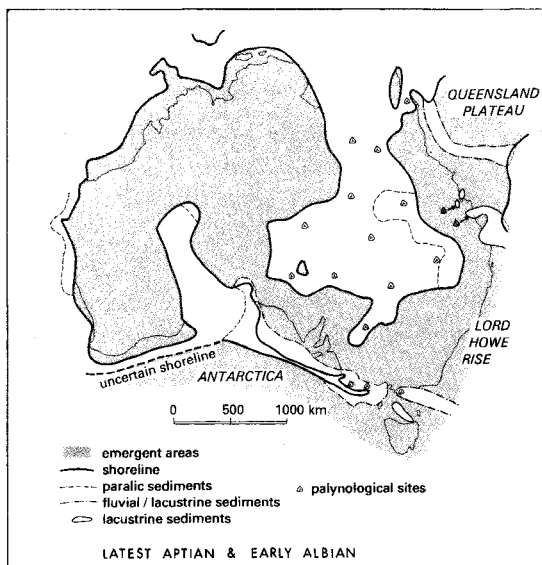 QUEENSLAND
PLATEAU
LORD
HOWE
RISE
uncertain shoreline
ANTARCTICA
0 500 1000 km
emergent areas
shoreline
paralic sediments
fluvial / lacustrine sediments
lacustrine sediments
palynological sites
LATEST APTIAN & EARLY ALBIAN